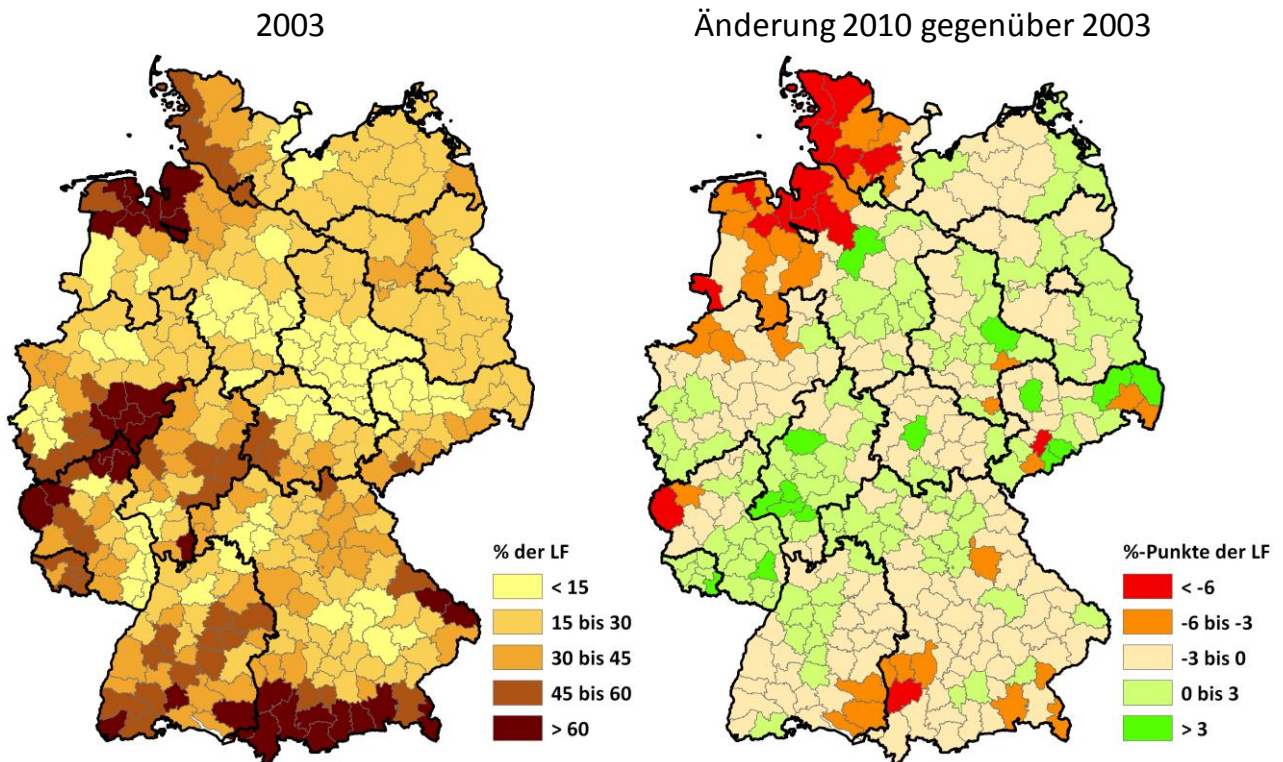 2003
Änderung 2010 gegenüber 2003
% der LF
< 15
15 bis 30
30 bis 45
45 bis 60
> 60
%-Punkte der LF
< -6
-6 bis -3
-3 bis 0
0 bis 3
> 3